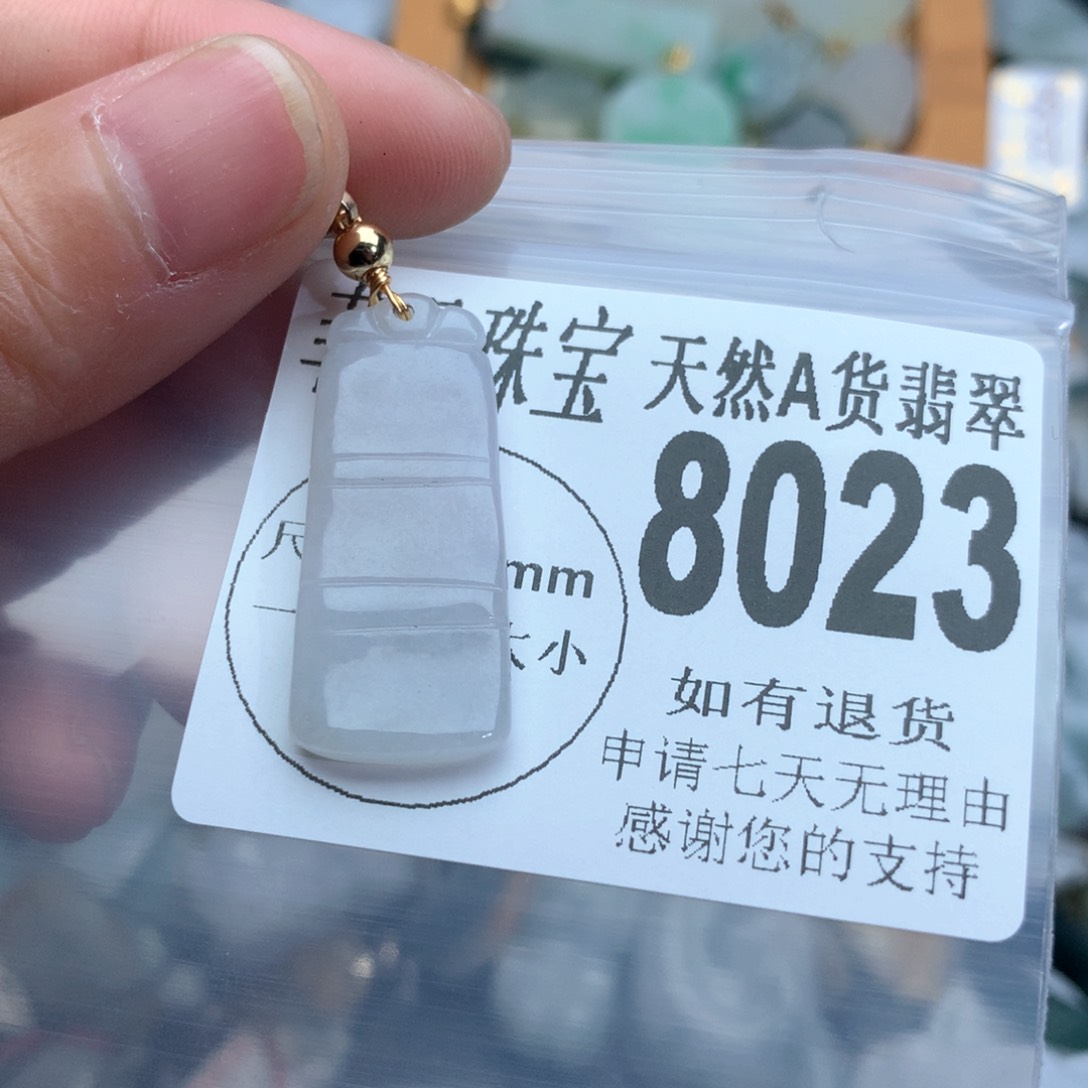 珠宝 天然A货翡翠
8023
尺 mm
大小
如有退货
申请七天无理由
感谢您的支持